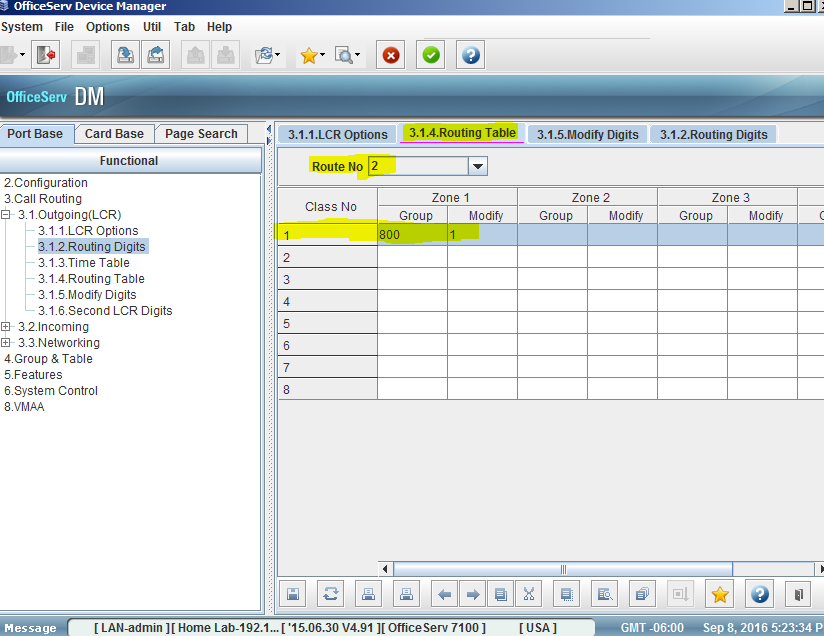 OfficeServ Device Manager
System File Options Util Tab Help
OfficeServ DM
Port Base Card Base Page Search
Functional
2.Configuration
3.Call Routing
3.1.Outgoing(LCR)
3.1.1.LCR Options
3.1.2.Routing Digits
3.1.3.Time Table
3.1.4.Routing Table
3.1.5.Modify Digits
3.1.6.Second LCR Digits
3.2.Incoming
3.3.Networking
4.Group & Table
5.Features
6.System Control
8.VMAA
3.1.1.LCR Options 3.1.4.Routing Table 3.1.5.Modify Digits 3.1.2.Routing Digits
Route No 2
Class No Zone 1 Zone 2 Zone 3
Group Modify Group Modify Group Modify
1 800 1
2
3
4
5
6
7
8
Message [ LAN-admin ][ Home Lab-192.1... [ '15.06.30 V4.91 ][ OfficeServ 7100 ] [ USA ] GMT -06:00 Sep 8, 2016 5:23:34 P